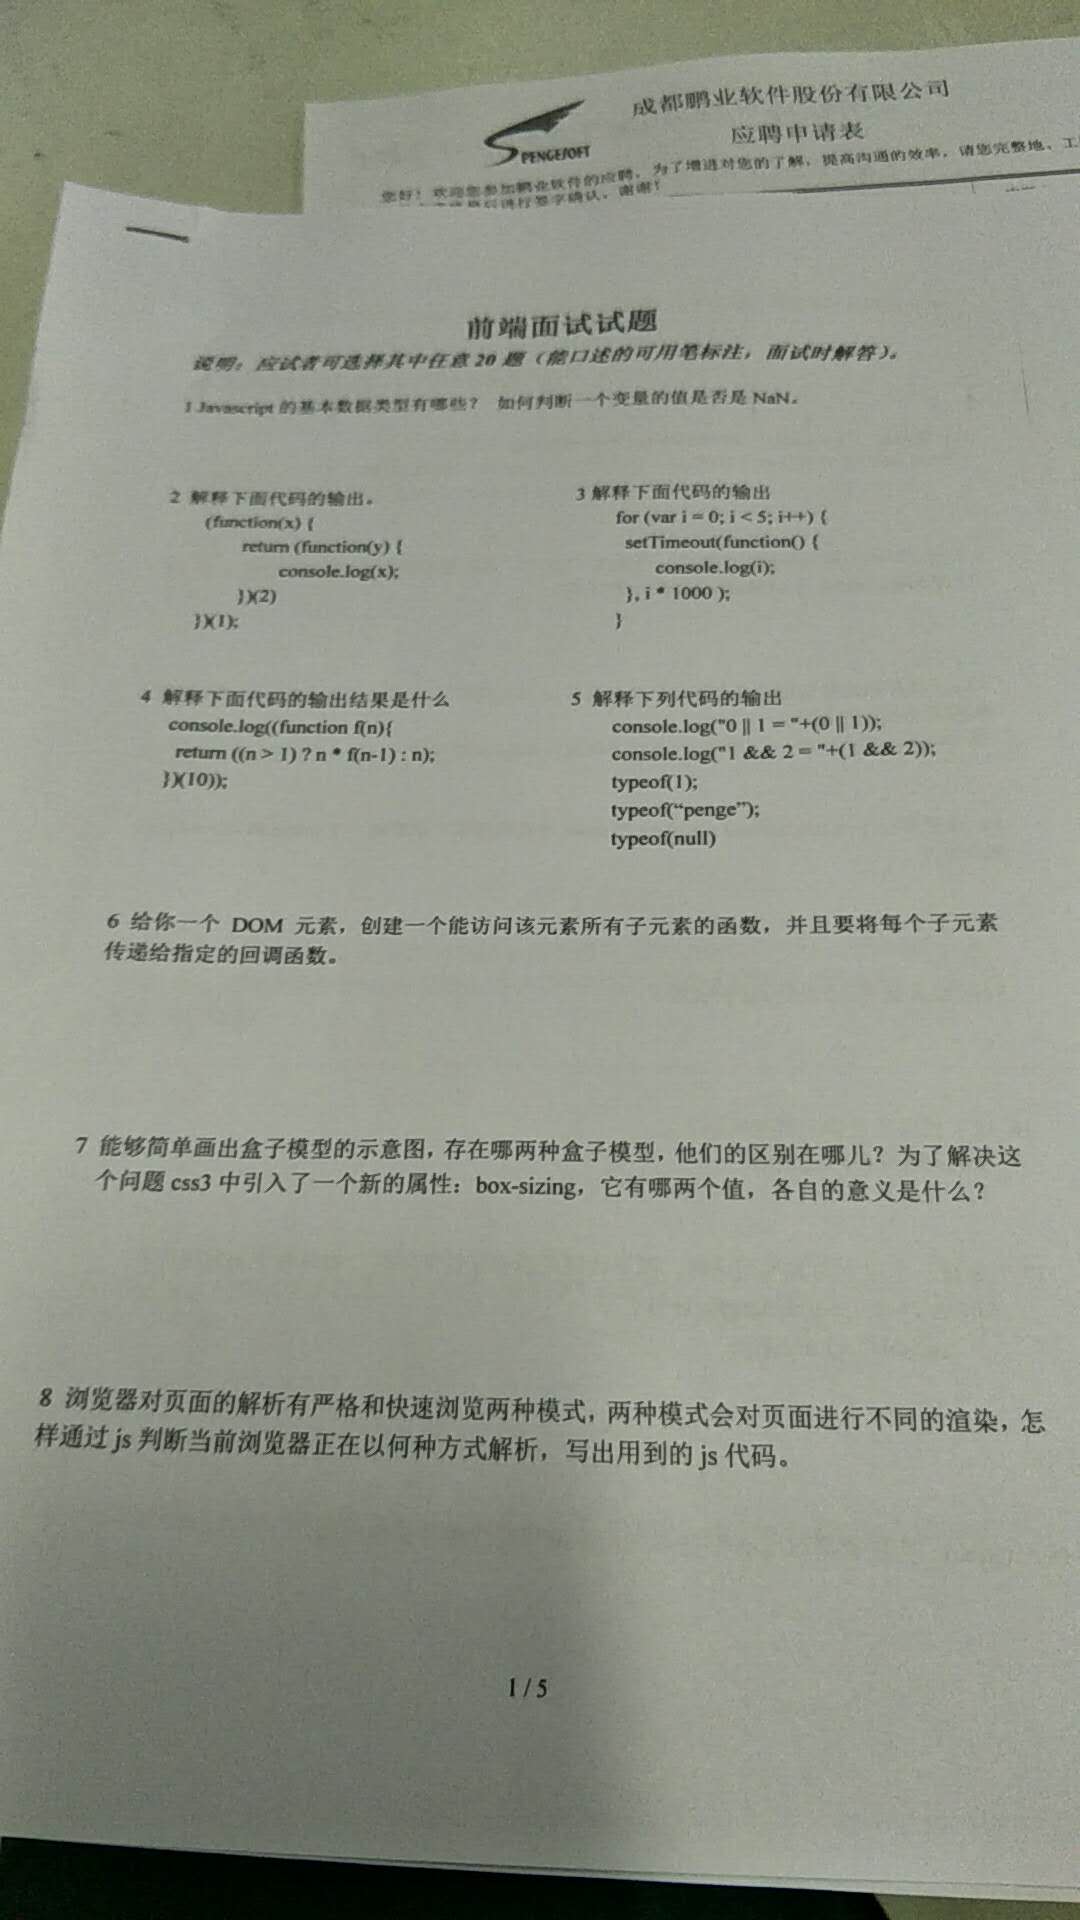 成都鹏业软件股份有限公司
应聘申请表
PENGESOFT
您好！欢迎您参加鹏业软件的应聘，为了增进对您的了解，提高沟通的效率，请您完整地、工
进行签字确认，谢谢！
前端面试试题
说明：应试者可选择其中任意 20 题（能口述的可用笔标注，面试时解答）。
1 Javascript 的基本数据类型有哪些？ 如何判断一个变量的值是否是 NaN。
2 解释下面代码的输出。
(function(x) {
return (function(y) {
console.log(x);
})(2)
})(1);
3 解释下面代码的输出
for (var i = 0; i < 5; i++) {
setTimeout(function() {
console.log(i);
}, i * 1000 );
}
4 解释下面代码的输出结果是什么
console.log((function f(n){
return ((n > 1) ? n * f(n-1) : n);
})(10));
5 解释下列代码的输出
console.log("0 || 1 = "+(0 || 1));
console.log("1 && 2 = "+(1 && 2));
typeof(1);
typeof(“penge”);
typeof(null)
6 给你一个 DOM 元素，创建一个能访问该元素所有子元素的函数，并且要将每个子元素
传递给指定的回调函数。
7 能够简单画出盒子模型的示意图，存在哪两种盒子模型，他们的区别在哪儿？为了解决这
个问题 css3 中引入了一个新的属性：box-sizing，它有哪两个值，各自的意义是什么？
8 浏览器对页面的解析有严格和快速浏览两种模式，两种模式会对页面进行不同的渲染，怎
样通过 js 判断当前浏览器正在以何种方式解析，写出用到的 js 代码。
1 / 5